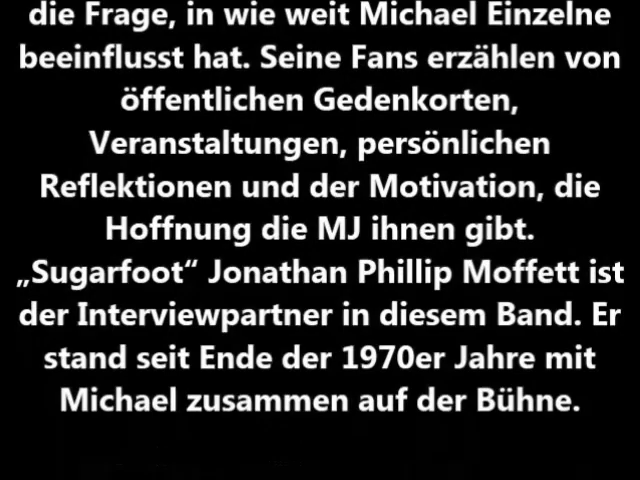 die Frage, in wie weit Michael Einzelne
beeinflusst hat. Seine Fans erzählen von
öffentlichen Gedenkorten,
Veranstaltungen, persönlichen
Reflektionen und der Motivation, die
Hoffnung die MJ ihnen gibt.
„Sugarfoot“ Jonathan Phillip Moffett ist
der Interviewpartner in diesem Band. Er
stand seit Ende der 1970er Jahre mit
Michael zusammen auf der Bühne.